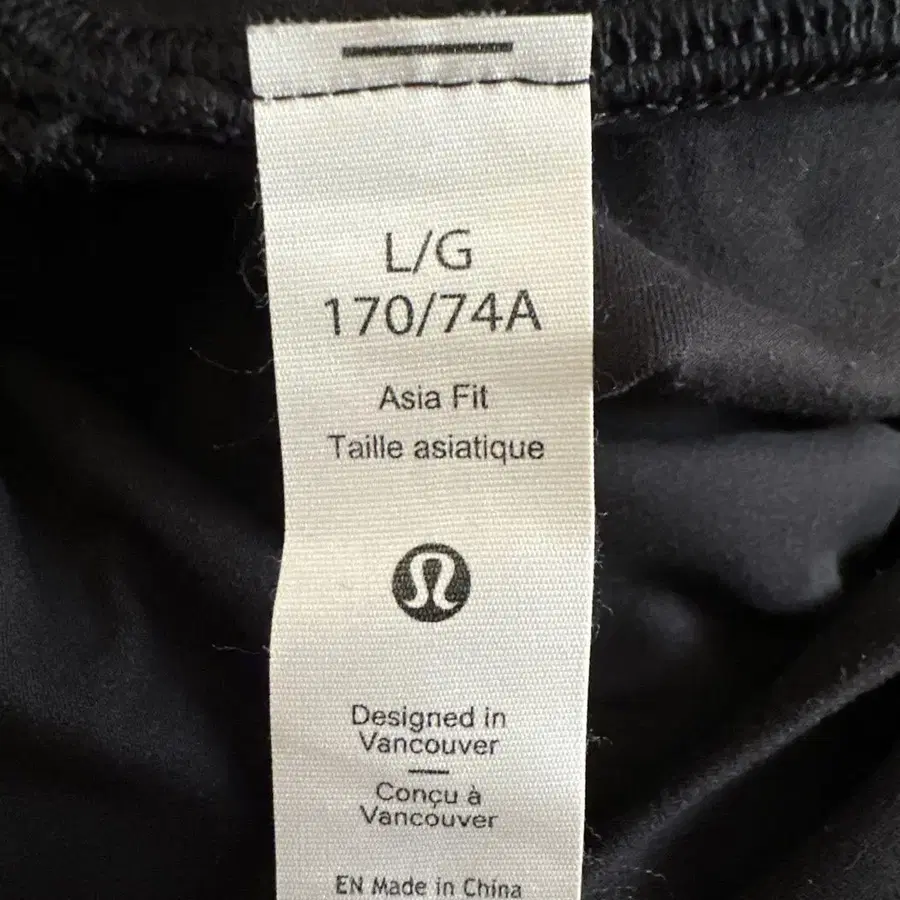 L/G
170/74A
Asia Fit
Taille asiatique
Designed in
Vancouver
Conçu à
Vancouver
EN Made in China